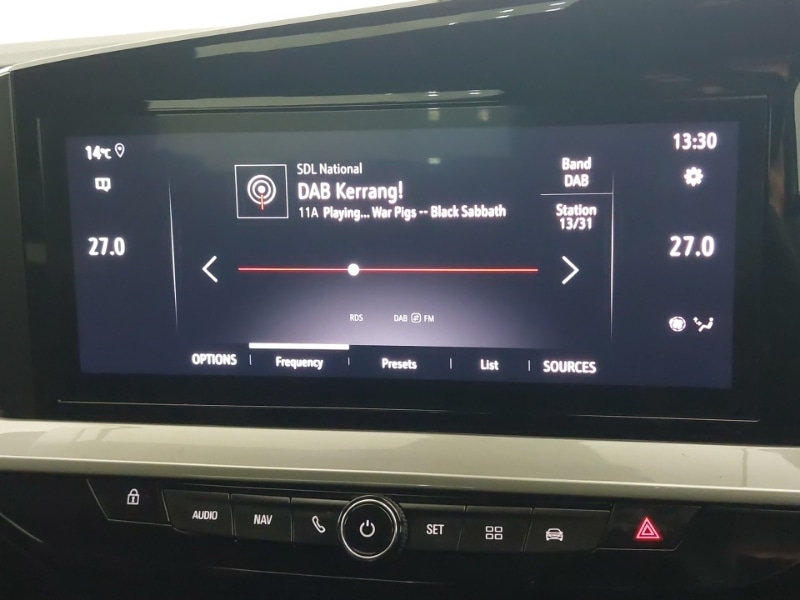 14°C
27.0
SDL National
DAB Kerrang!
11A Playing... War Pigs -- Black Sabbath
Band
DAB
Station
13/31
13:30
27.0
RDS DAB FM
OPTIONS Frequency Presets List SOURCES
AUDIO NAV SET